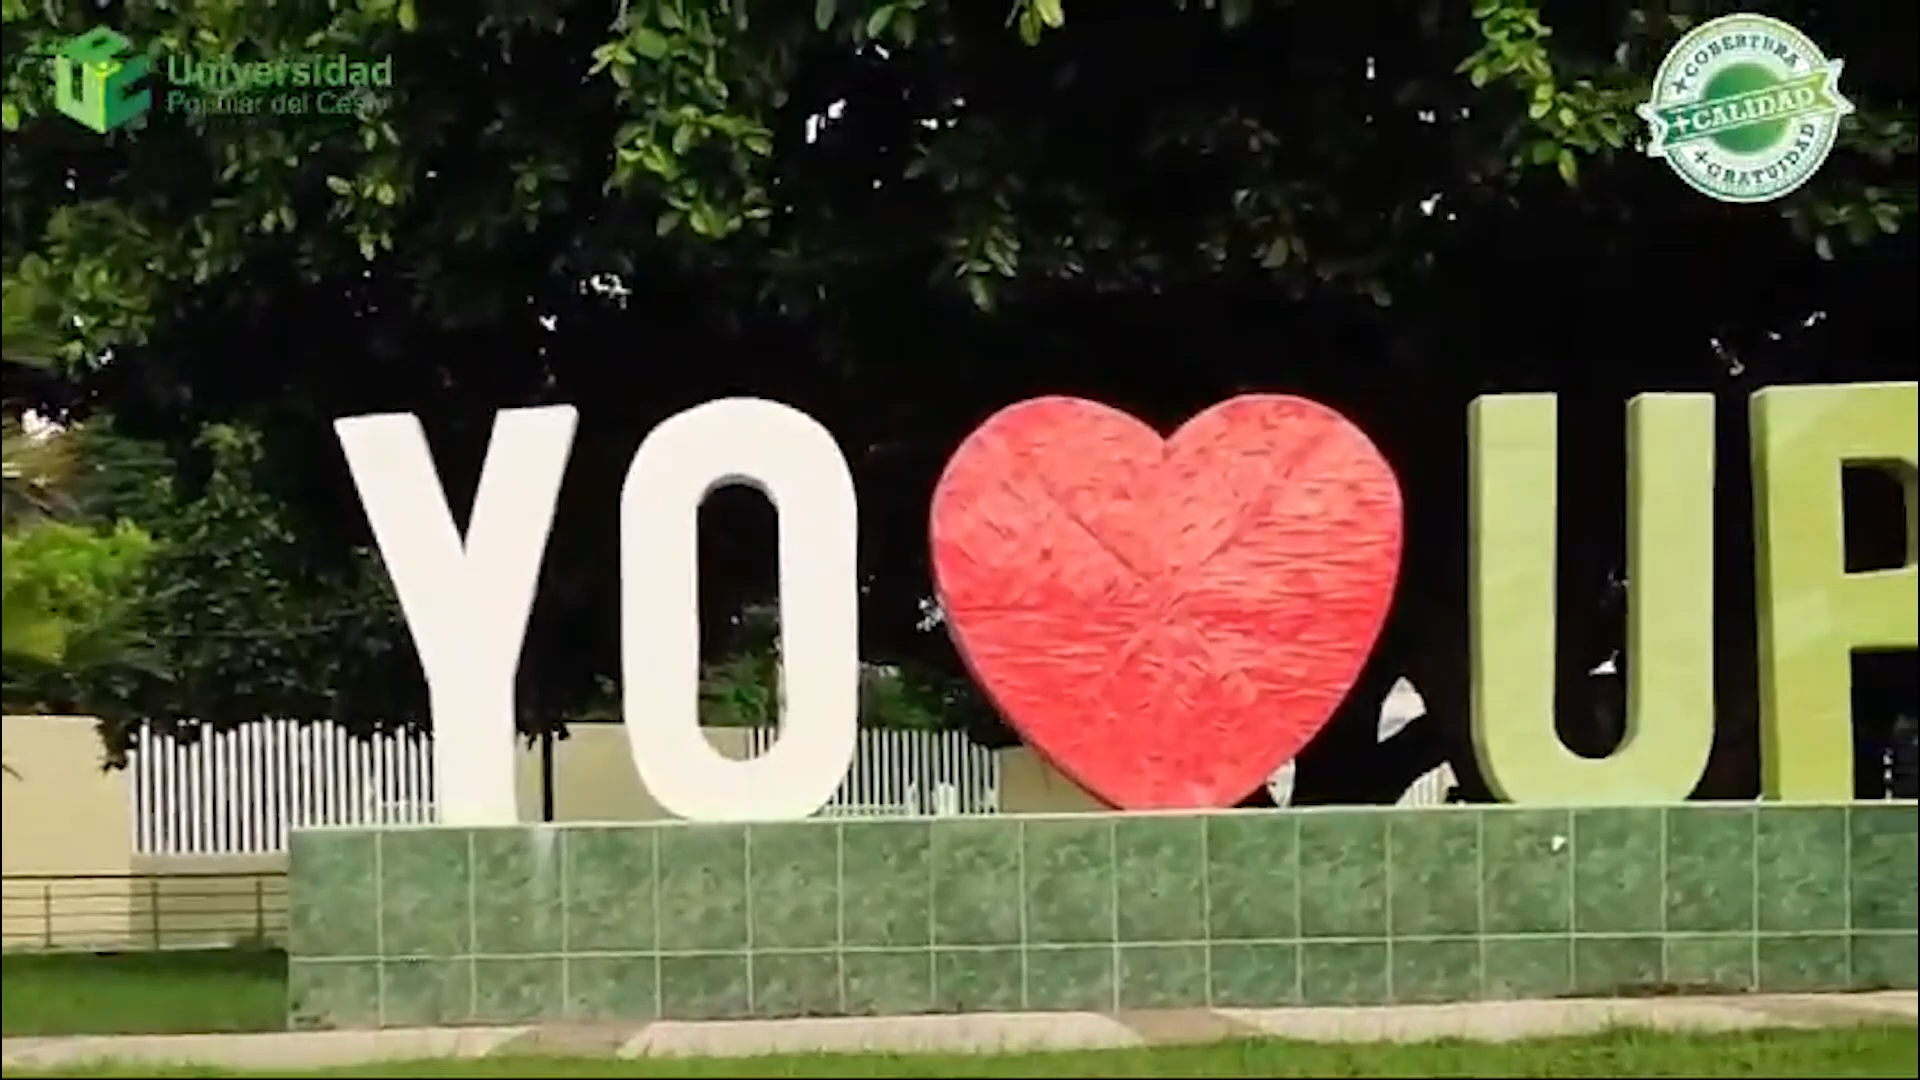 Universidad
Popular del Cesar
+COBERTURA
+CALIDAD
+GRATUIDAD
YO UP